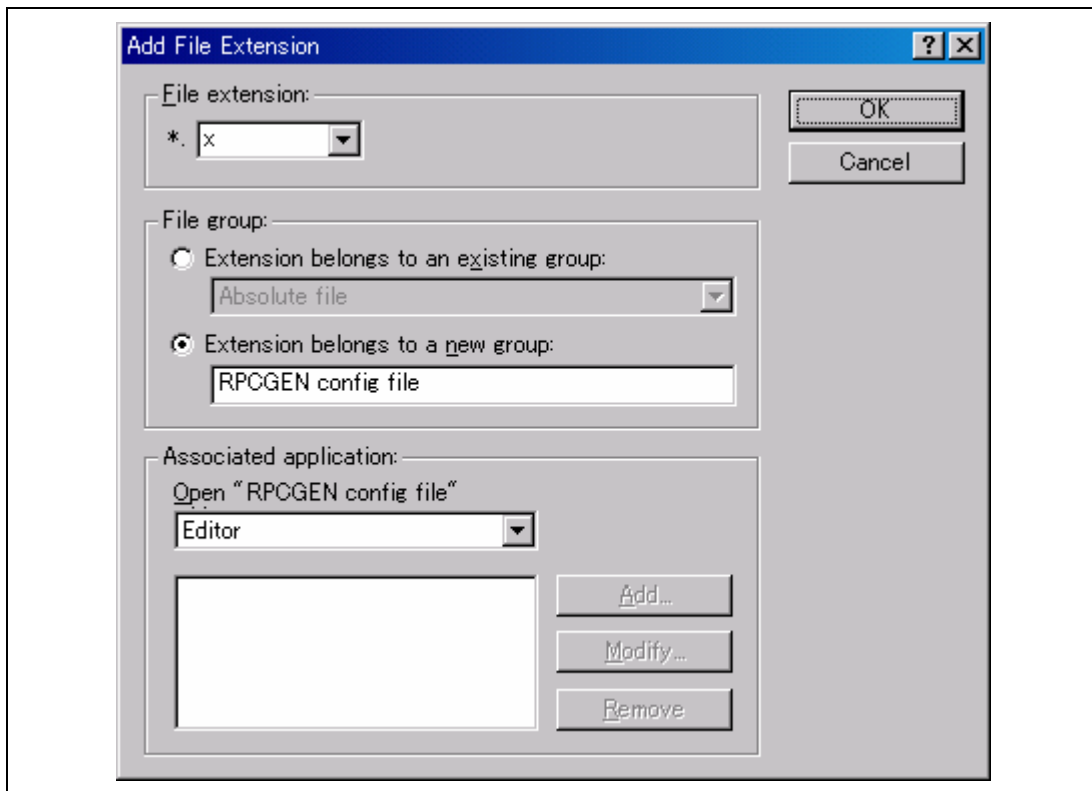 Add File Extension
File extension:
*. x
OK
Cancel
File group:
Extension belongs to an existing group:
Absolute file
Extension belongs to a new group:
RPCGEN config file
Associated application:
Open "RPCGEN config file"
Editor
Add...
Modify...
Remove